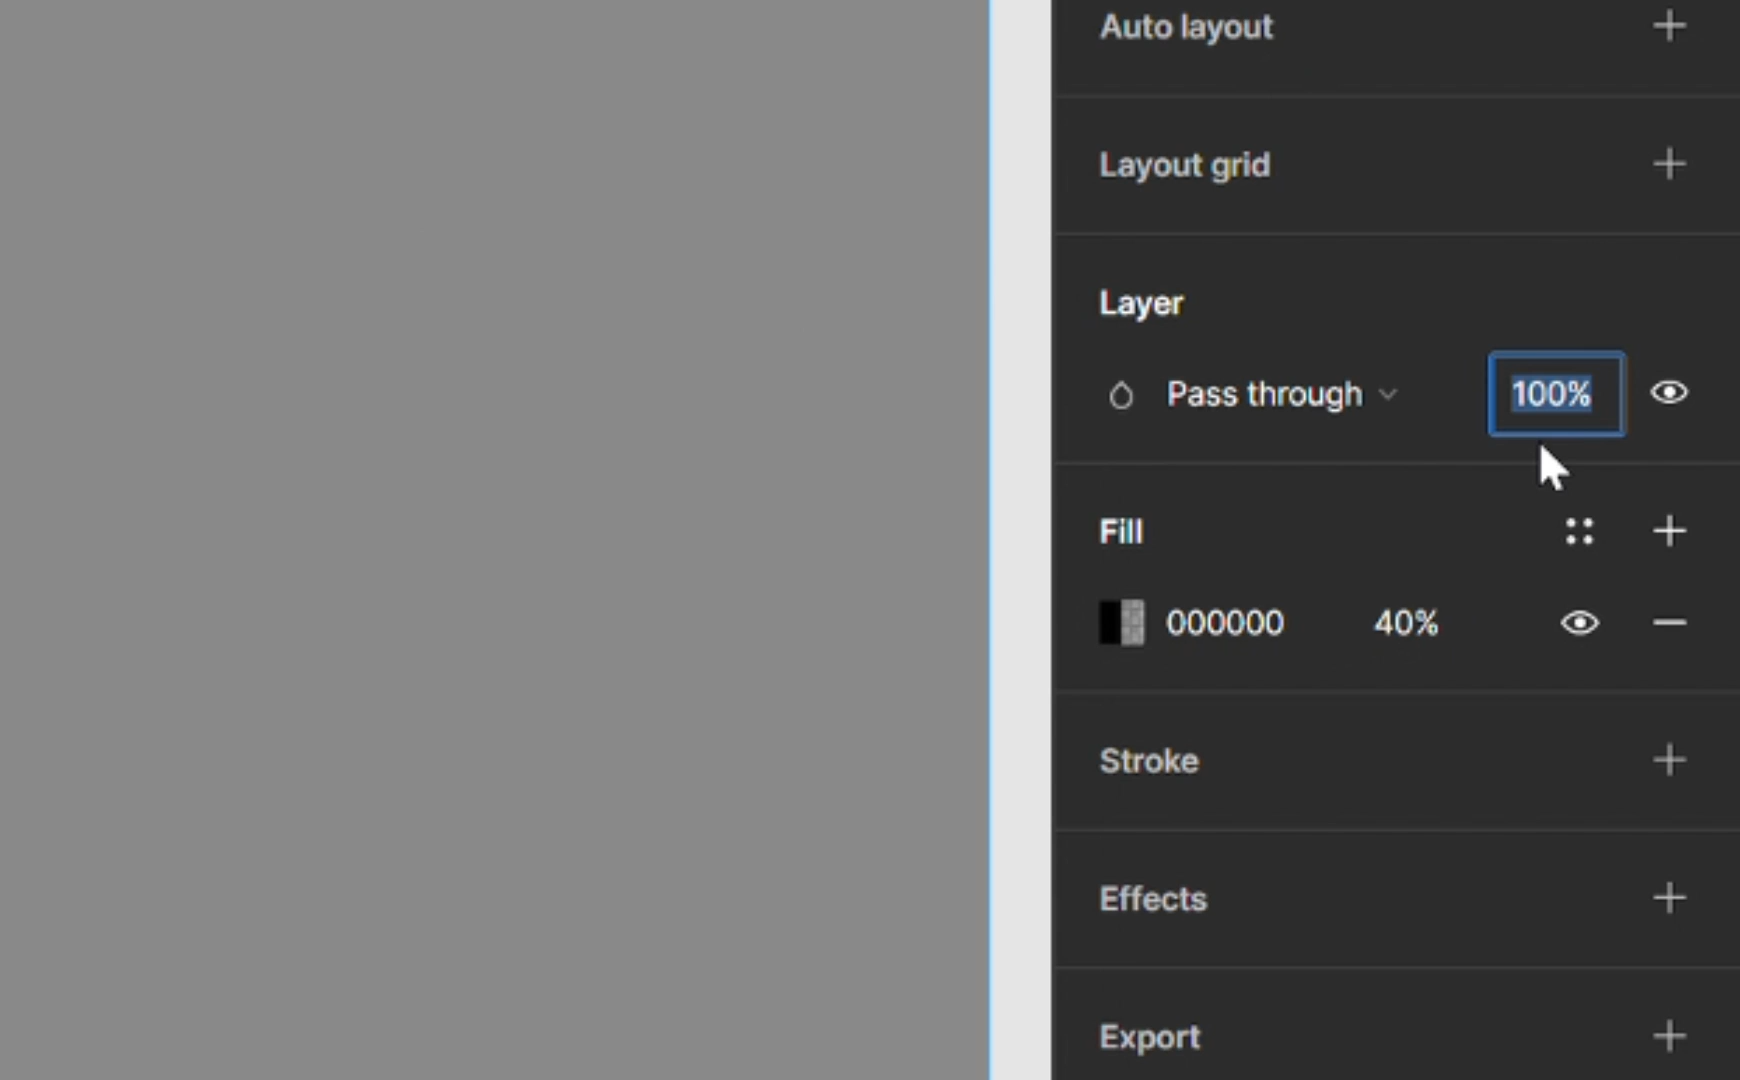 Auto layout
Layout grid
Layer
Pass through 100%
Fill
000000 40%
Stroke
Effects
Export